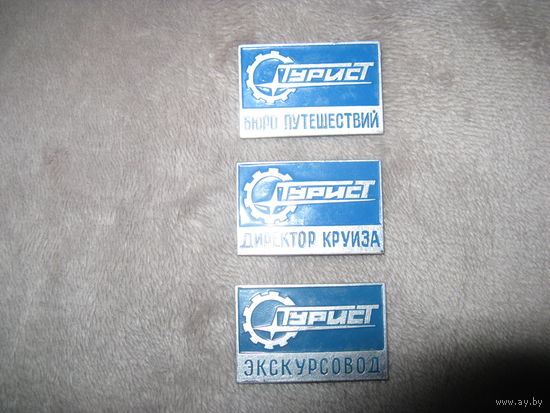 ТУРИСТ
БЮРО ПУТЕШЕСТВИЙ
ТУРИСТ
ДИРЕКТОР КРУИЗА
ТУРИСТ
ЭКСКУРСОВОД
www.ay.by